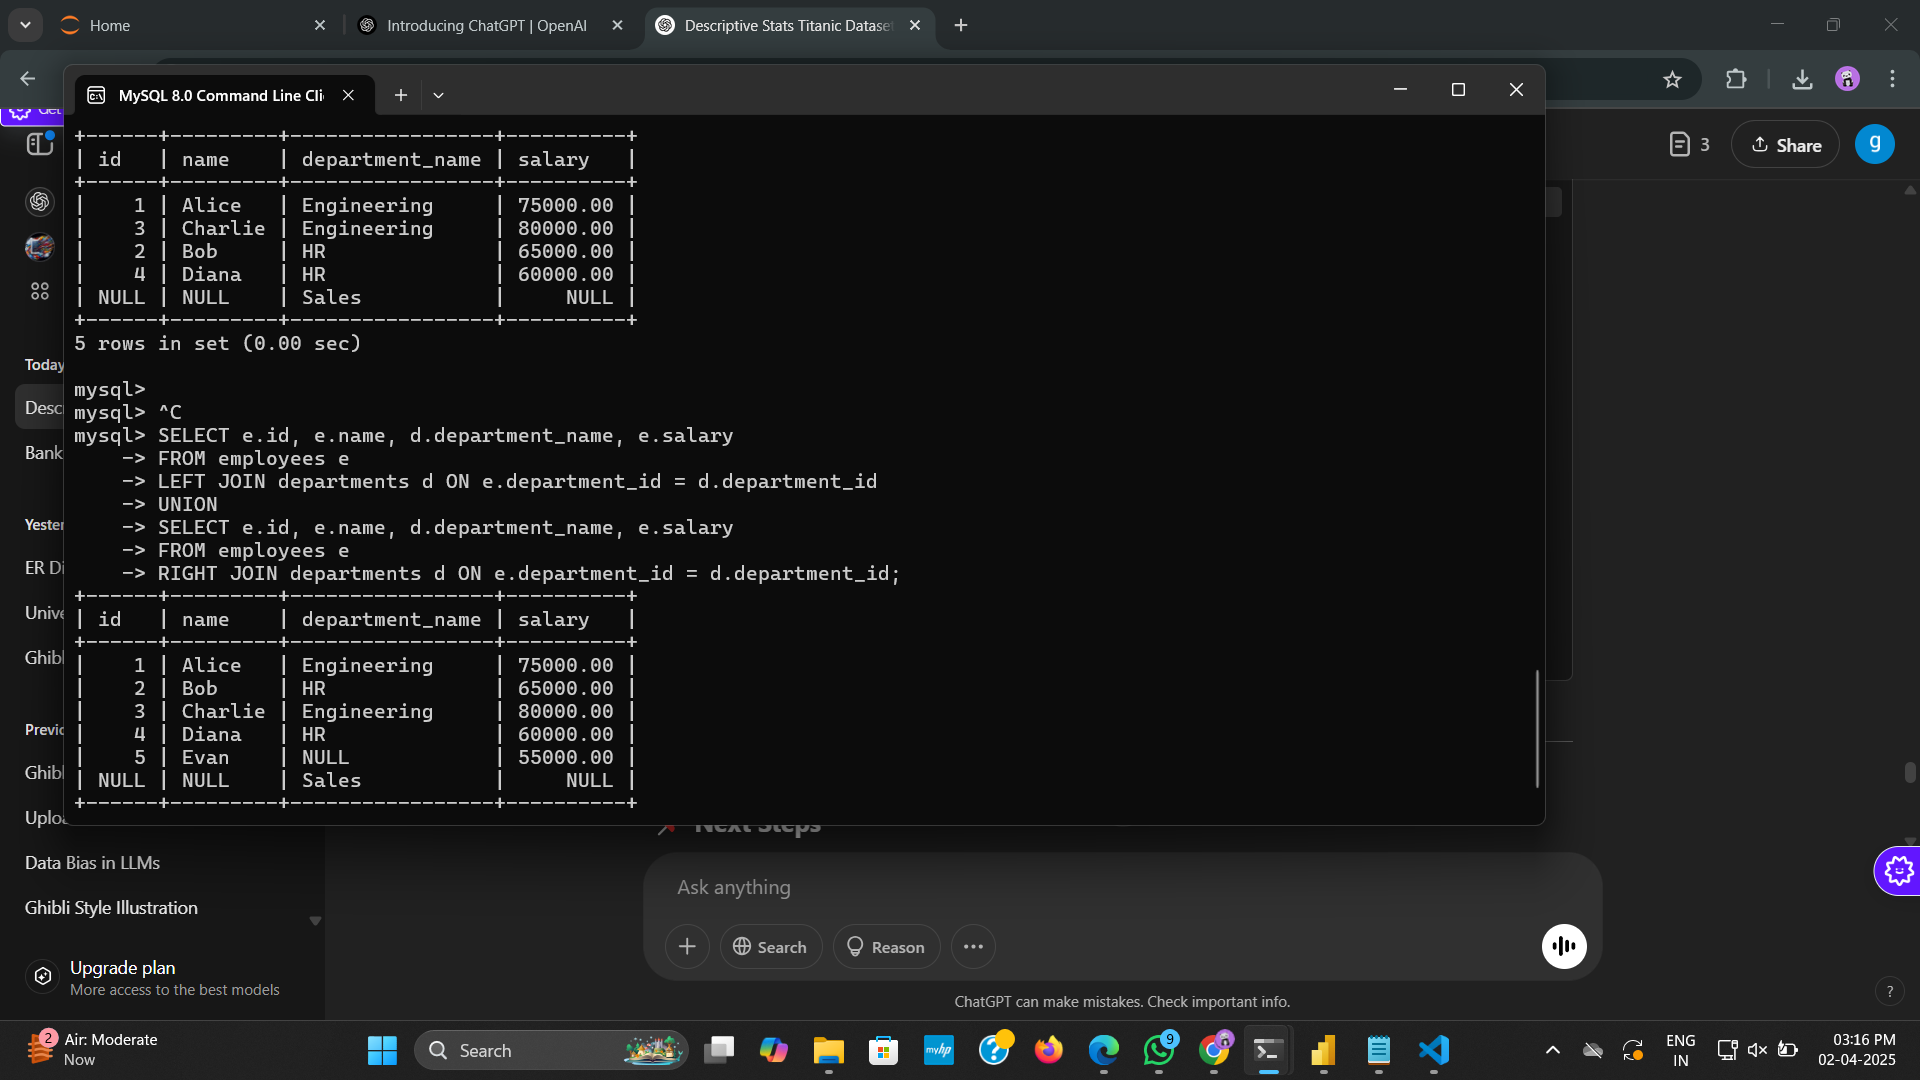 Home
Introducing ChatGPT | OpenAI
Descriptive Stats Titanic Datase
Get
MySQL 8.0 Command Line Cli
3
Share
g
+------+---------+-----------------+----------+
| id   | name    | department_name | salary   |
+------+---------+-----------------+----------+
|    1 | Alice   | Engineering     | 75000.00 |
|    3 | Charlie | Engineering     | 80000.00 |
|    2 | Bob     | HR              | 65000.00 |
|    4 | Diana   | HR              | 60000.00 |
| NULL | NULL    | Sales           |     NULL |
+------+---------+-----------------+----------+
5 rows in set (0.00 sec)
mysql>
mysql> ^C
mysql> SELECT e.id, e.name, d.department_name, e.salary
    -> FROM employees e
    -> LEFT JOIN departments d ON e.department_id = d.department_id
    -> UNION
    -> SELECT e.id, e.name, d.department_name, e.salary
    -> FROM employees e
    -> RIGHT JOIN departments d ON e.department_id = d.department_id;
+------+---------+-----------------+----------+
| id   | name    | department_name | salary   |
+------+---------+-----------------+----------+
|    1 | Alice   | Engineering     | 75000.00 |
|    2 | Bob     | HR              | 65000.00 |
|    3 | Charlie | Engineering     | 80000.00 |
|    4 | Diana   | HR              | 60000.00 |
|    5 | Evan    | NULL            | 55000.00 |
| NULL | NULL    | Sales           |     NULL |
+------+---------+-----------------+----------+
Today
Desc
Bank
Yester
ER Di
Unive
Ghibl
Previo
Ghibl
Uploa
Data Bias in LLMs
Ghibli Style Illustration
Upgrade plan
More access to the best models
Next Steps
Ask anything
Search
Reason
ChatGPT can make mistakes. Check important info.
?
2
Air: Moderate
Now
Search
myhp
9
ENG
IN
03:16 PM
02-04-2025